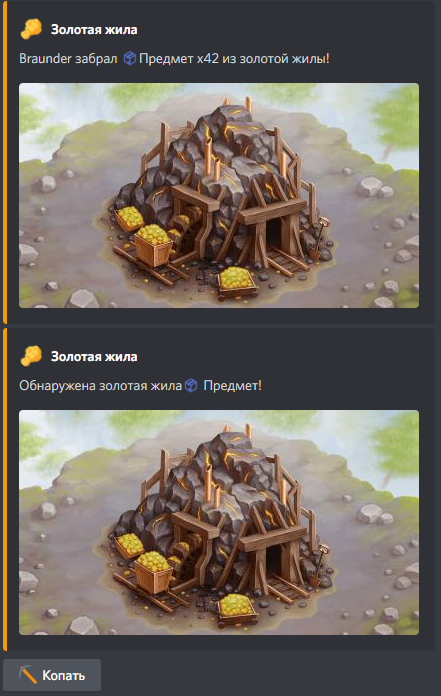 Золотая жила
Braunder забрал Предмет x42 из золотой жилы!
Золотая жила
Обнаружена золотая жила Предмет!
Копать